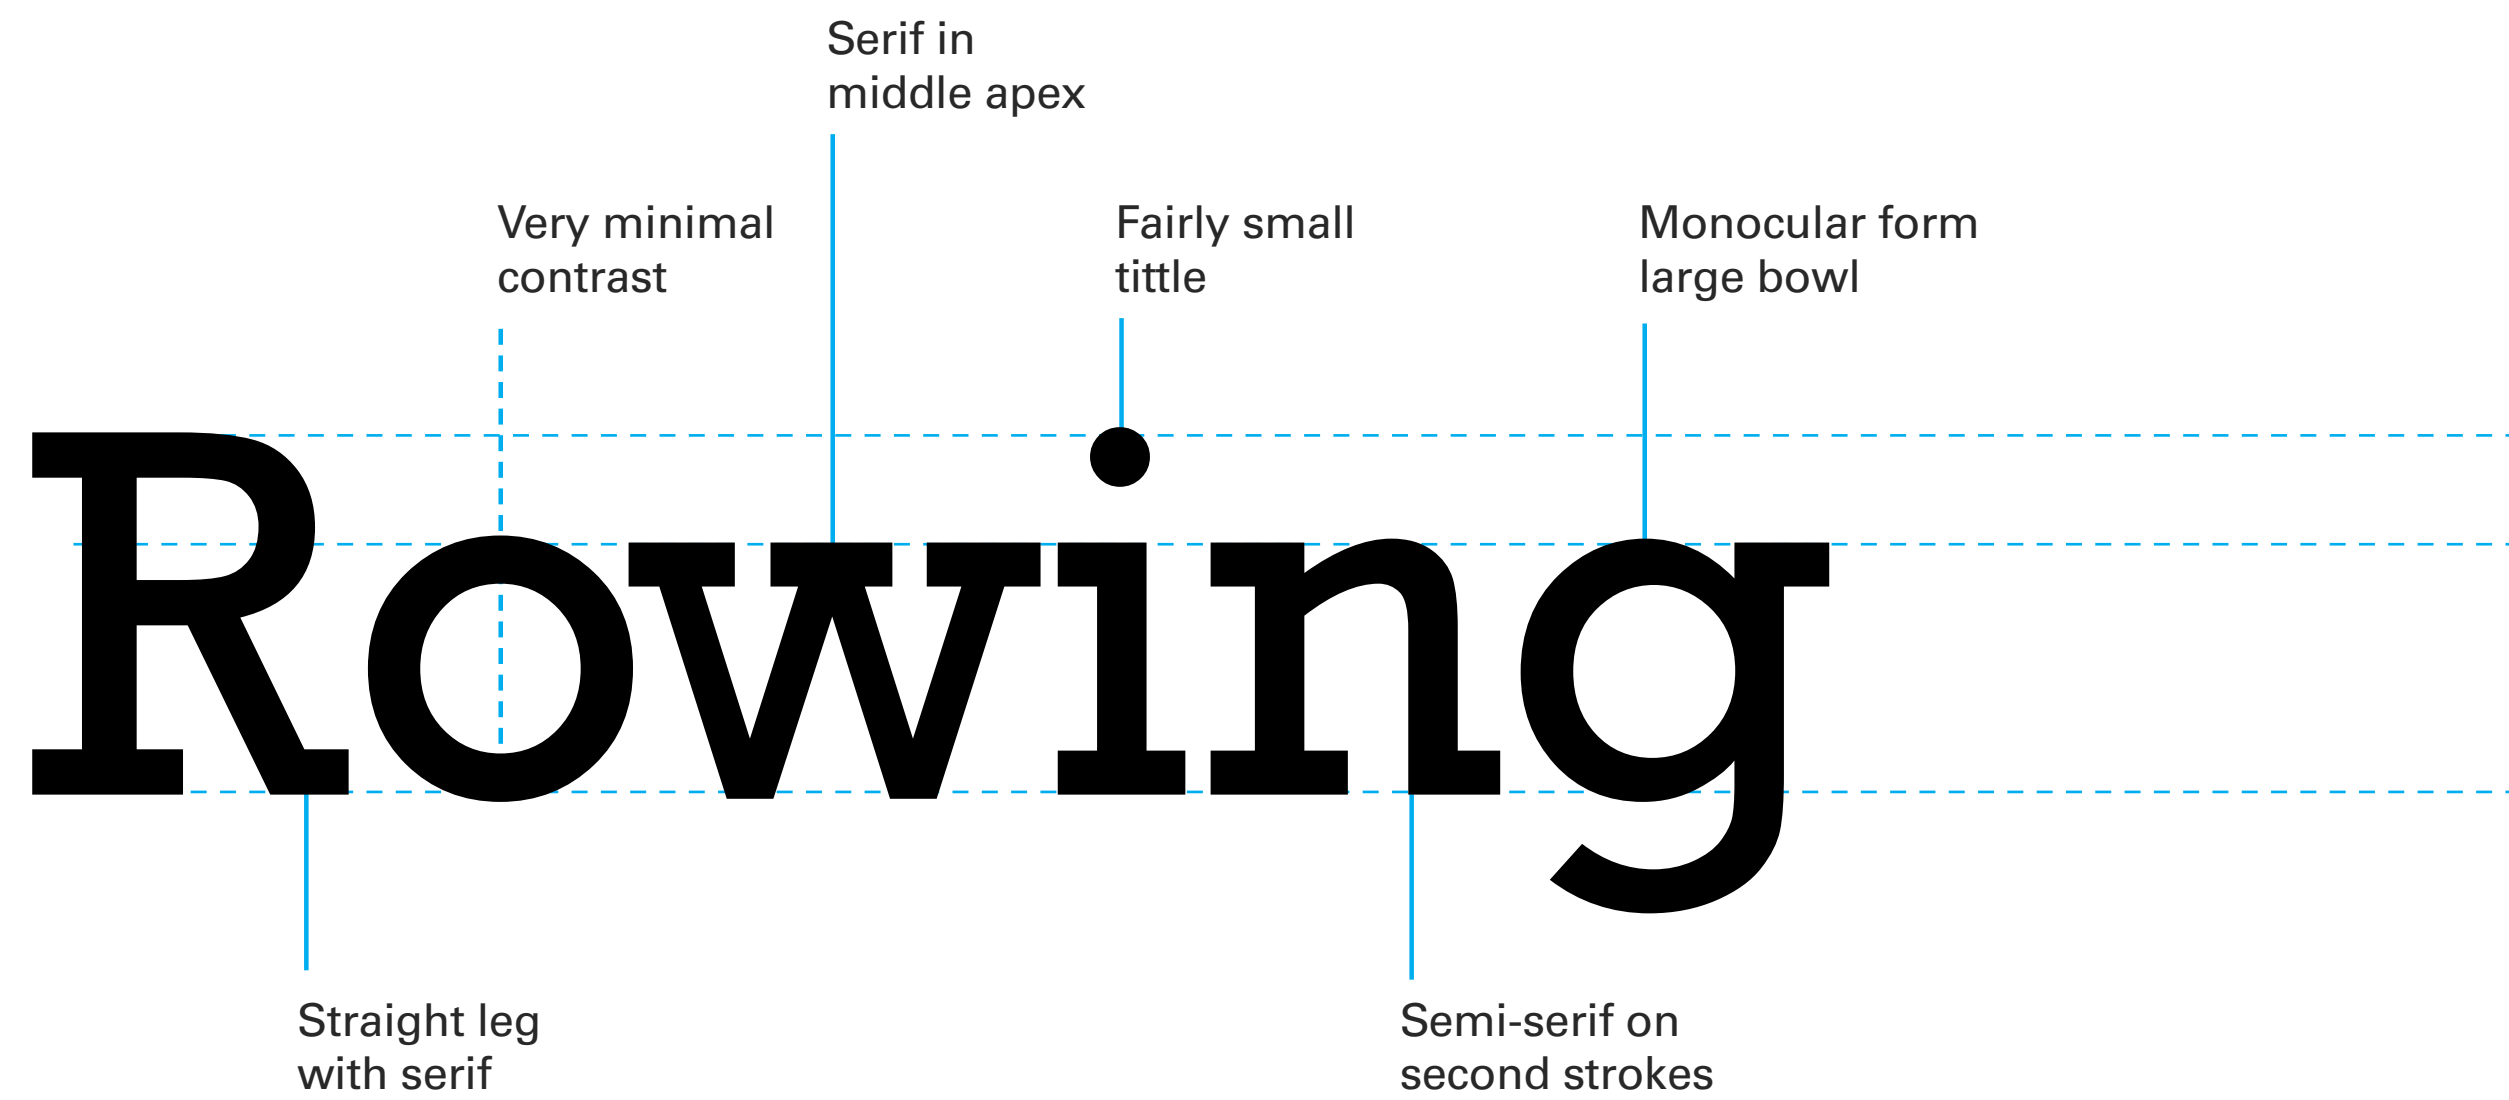 Serif in
middle apex
Very minimal
contrast
Fairly small
tittle
Monocular form
large bowl
Rowing
Straight leg
with serif
Semi-serif on
second strokes